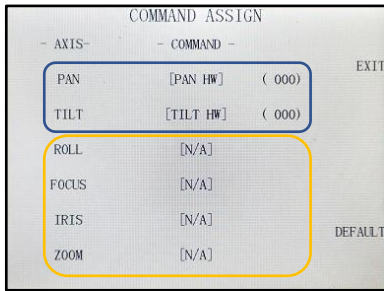 COMMAND ASSIGN
- AXIS- - COMMAND -
EXIT
PAN [PAN HW] ( 000)
TILT [TILT HW] ( 000)
ROLL [N/A]
FOCUS [N/A]
IRIS [N/A]
DEFAULT
ZOOM [N/A]